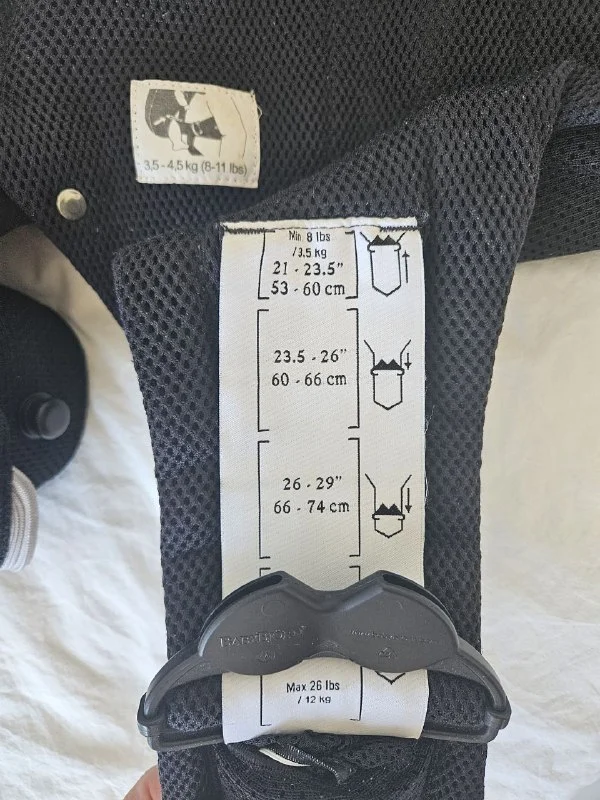 3,5 - 4,5 kg (8-11 lbs)
Min 8 lbs
/3.5 kg
21 - 23.5"
53 - 60 cm
23.5 - 26"
60 - 66 cm
26 - 29"
66 - 74 cm
BABYBJÖRN
Max 26 lbs
/ 12 kg